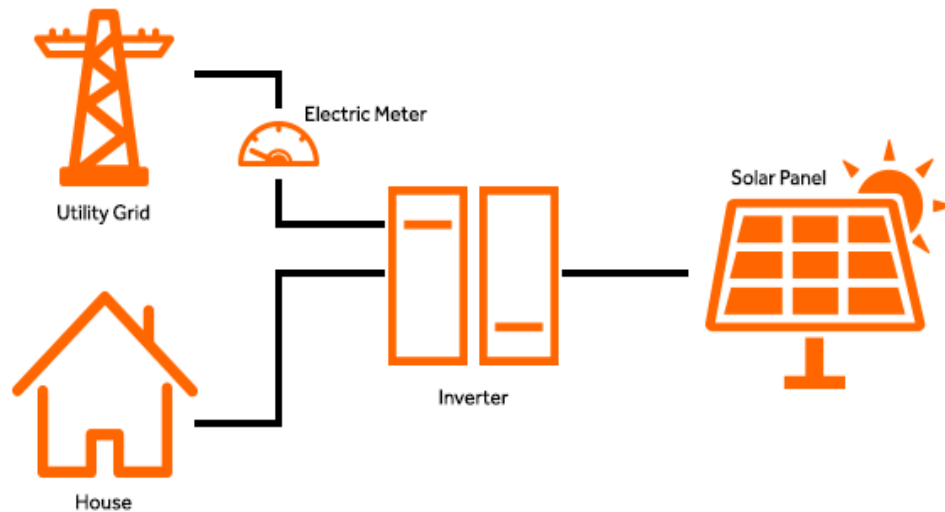 Electric Meter
Solar Panel
Utility Grid
Inverter
House